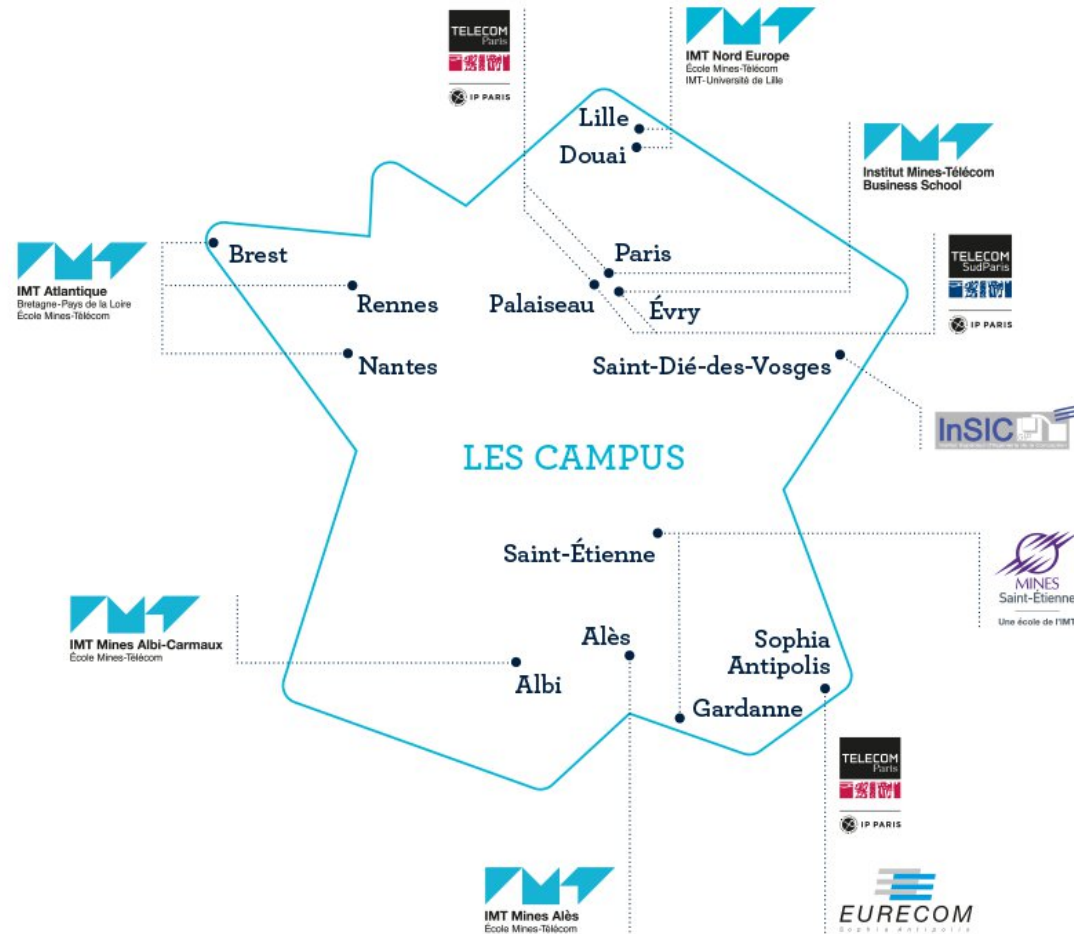 TELECOM
Paris
IP PARIS
IMT Nord Europe
École Mines-Télécom
IMT-Université de Lille
Lille
Douai
Institut Mines-Télécom
Business School
Brest
Paris
TELECOM
SudParis
IP PARIS
IMT Atlantique
Bretagne-Pays de la Loire
École Mines-Télécom
Rennes
Palaiseau
Évry
Nantes
Saint-Dié-des-Vosges
InSIC
LES CAMPUS
Saint-Étienne
MINES
Saint-Étienne
Une école de l'IMT
IMT Mines Albi-Carmaux
École Mines-Télécom
Alès
Sophia
Antipolis
Albi
Gardanne
TELECOM
Paris
IP PARIS
IMT Mines Alès
École Mines-Télécom
EURECOM
Sophia Antipolis